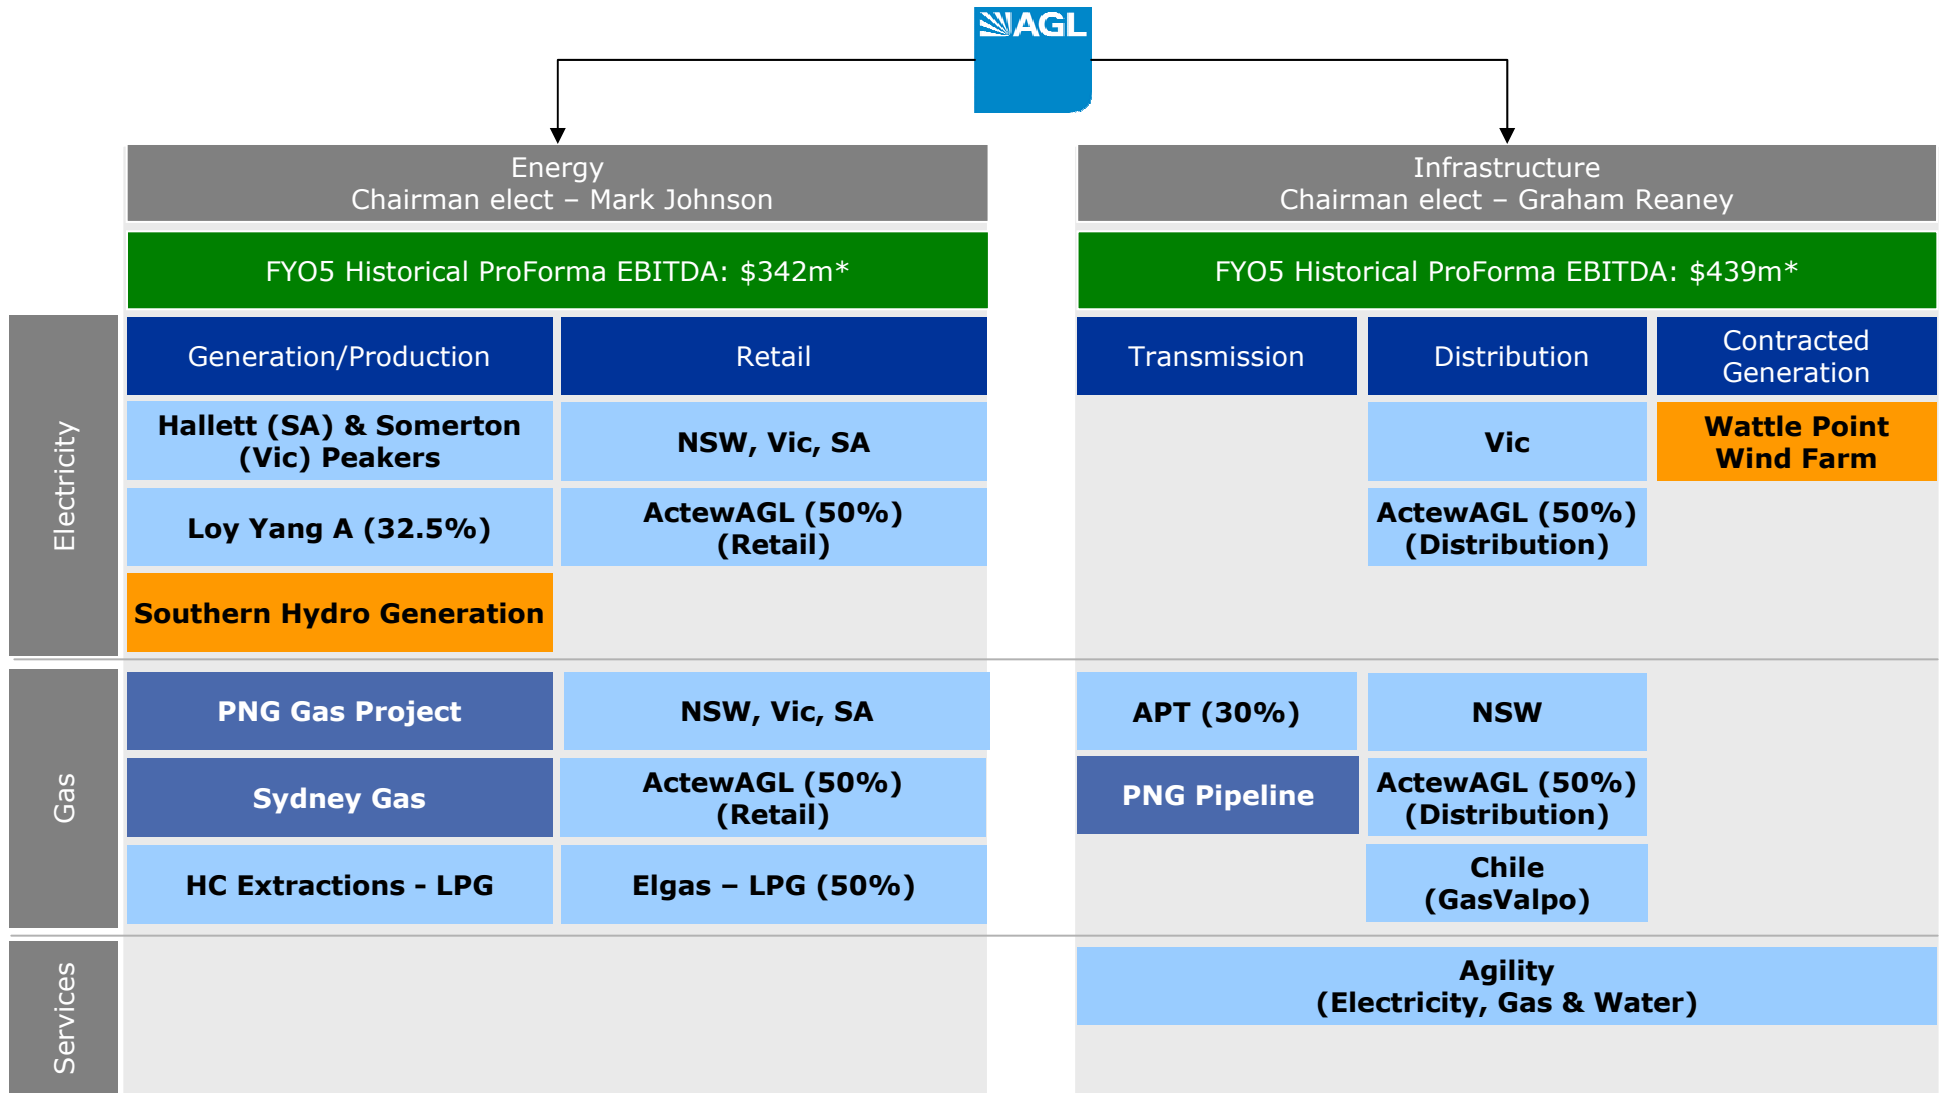 AGL
Energy
Chairman elect – Mark Johnson
FYO5 Historical ProForma EBITDA: $342m*
Generation/Production
Retail
Infrastructure
Chairman elect – Graham Reaney
FYO5 Historical ProForma EBITDA: $439m*
Transmission
Distribution
Contracted
Generation
Electricity
Hallett (SA) & Somerton
(Vic) Peakers
NSW, Vic, SA
Vic
Wattle Point
Wind Farm
Loy Yang A (32.5%)
ActewAGL (50%)
(Retail)
ActewAGL (50%)
(Distribution)
Southern Hydro Generation
Gas
PNG Gas Project
NSW, Vic, SA
APT (30%)
NSW
Sydney Gas
ActewAGL (50%)
(Retail)
PNG Pipeline
ActewAGL (50%)
(Distribution)
HC Extractions - LPG
Elgas – LPG (50%)
Chile
(GasValpo)
Services
Agility
(Electricity, Gas & Water)